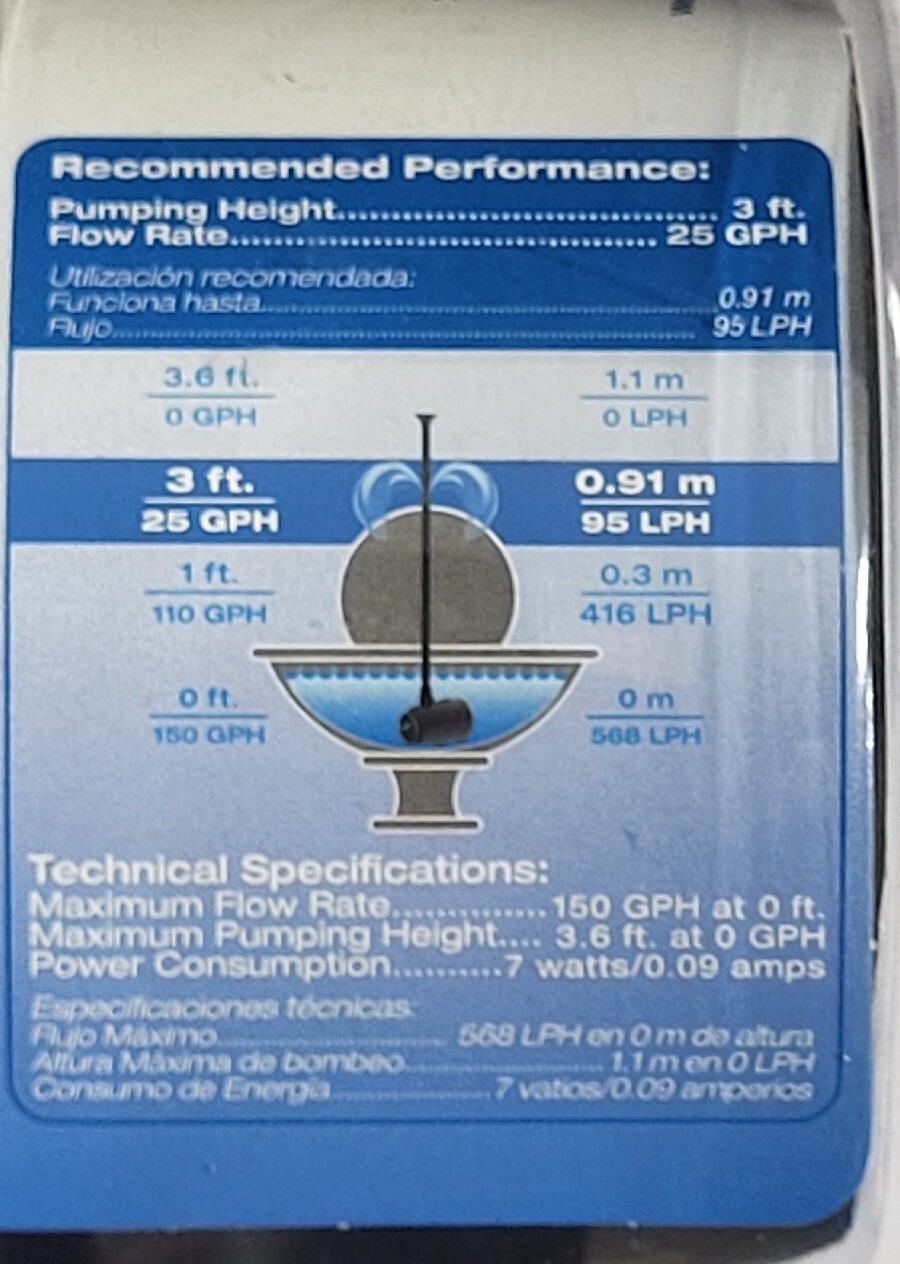 Recommended Performance:
Pumping Height.......................................... 3 ft.
Flow Rate............................................... 25 GPH
Utilización recomendada:
Funciona hasta.......................................... 0.91 m
Flujo................................................... 95 LPH
3.6 ft.
0 GPH
1.1 m
0 LPH
3 ft.
25 GPH
0.91 m
95 LPH
1 ft.
110 GPH
0.3 m
416 LPH
0 ft.
150 GPH
0 m
568 LPH
Technical Specifications:
Maximum Flow Rate..............150 GPH at 0 ft.
Maximum Pumping Height.... 3.6 ft. at 0 GPH
Power Consumption..........7 watts/0.09 amps
Especificaciones técnicas:
Flujo Máximo.............................. 568 LPH en 0 m de altura
Altura Máxima de bombeo......................... 1.1 m en 0 LPH
Consumo de Energía....................7 vatios/0.09 amperios